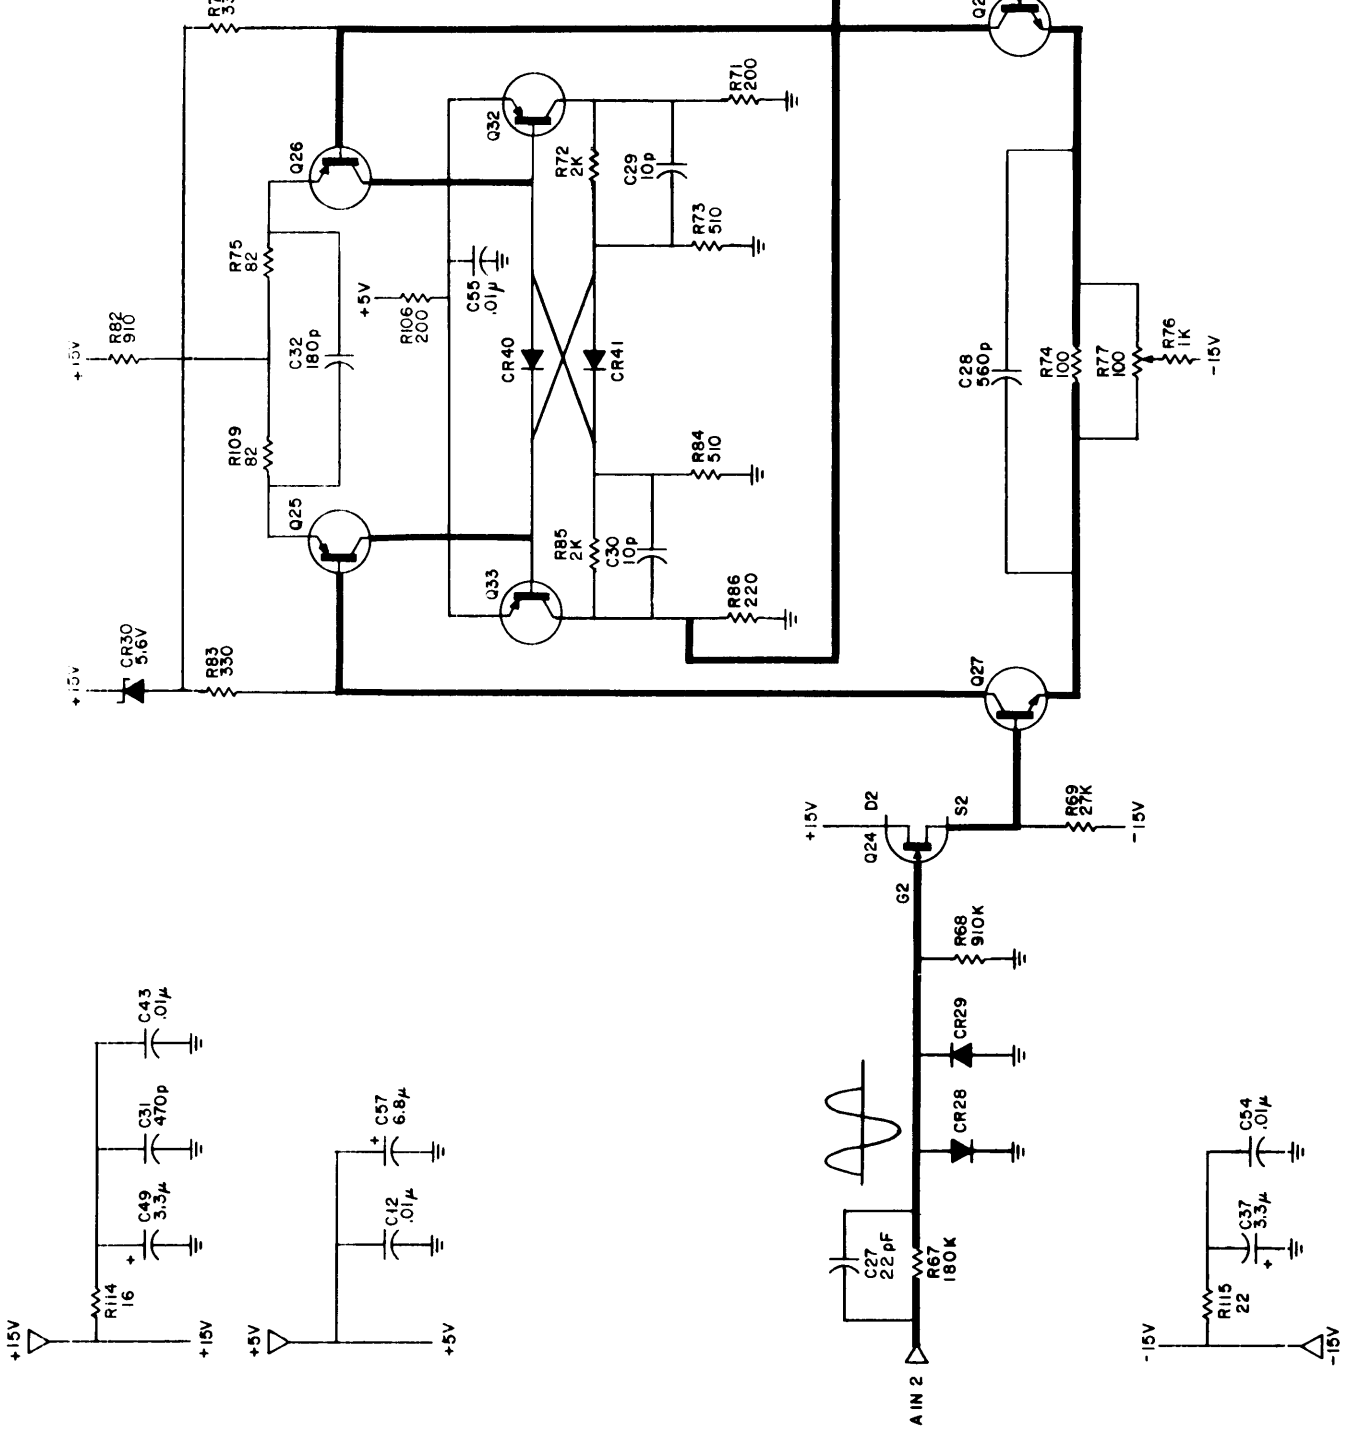 +15V
R114
16
C49
3.3µ
+
C31
470p
C43
.01µ
+15V
+5V
C12
.01µ
C57
6.8µ
+
+5V
+15V
CR30
5.6V
R83
330
+15V
R82
910
R109
82
R75
82
C32
180p
Q25
Q26
+5V
R106
200
C55
.01µ
Q33
Q32
CR40
CR41
R85
2K
C30
10p
R86
220
R84
510
R72
2K
C29
10p
R73
510
R71
200
Q27
C28
560p
R74
100
R77
100
R76
1K
-15V
A IN 2
C27
22pF
R67
180K
CR28
CR29
R68
910K
G2
Q24
D2
S2
+15V
R69
27K
-15V
-15V
R115
22
C37
3.3µ
+
C54
.01µ
-15V